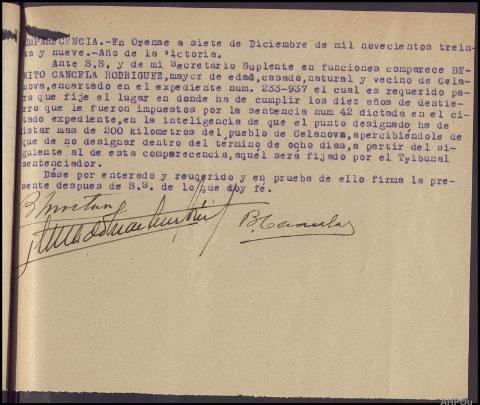 COMPARECENCIA.-En Orense a siete de Diciembre de mil novecientos trein-
ta y nueve.-Año de la Victoria.
Ante S.S. y de mi Secretario Suplente en funciones comparece BE-
NITO CANCELA RODRIGUEZ,mayor de edad,casado,natural y vecino de Cela-
nova,encartado en el expediente num. 233-937 el cual es requerido pa-
ra que fije el lugar en donde ha de cumplir los diez años de destie-
rro que le fueron impuestos por la sentencia num 42 dictada en el ci-
tado expediente,en la inteligencia de que el punto designado ha de
distar mas de 200 kilometros del pueblo de Celanova,apercibiéndole de
que de no designar dentro del termino de ocho dias,a partir del si-
guiente al de esta comparecencia,aquél será fijado por el Tribunal
sentenciador.
Dáse por enterado y requerido y en prueba de ello firma la pre-
sente despues de S.S. de lo que doy fé.
B. Cancela
AHPOu